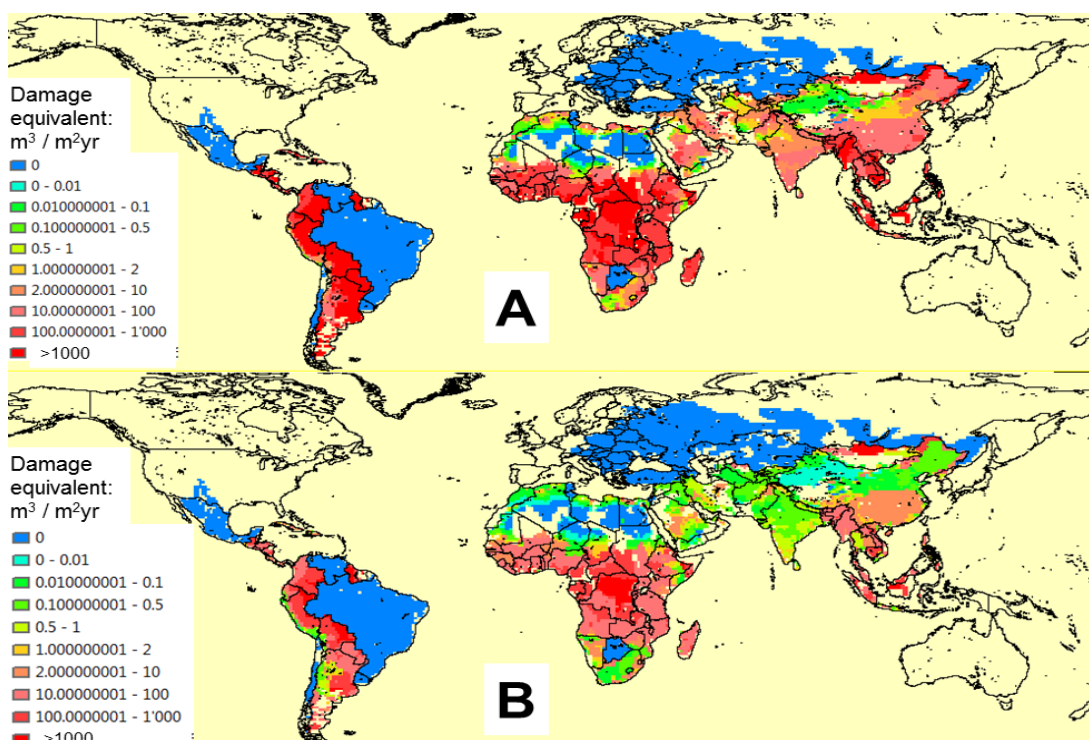 Damage
equivalent:
m³ / m²yr
0
0 - 0.01
0.010000001 - 0.1
0.100000001 - 0.5
0.5 - 1
1.000000001 - 2
2.000000001 - 10
10.00000001 - 100
100.0000001 - 1'000
>1000
A
Damage
equivalent:
m³ / m²yr
0
0 - 0.01
0.010000001 - 0.1
0.100000001 - 0.5
0.5 - 1
1.000000001 - 2
2.000000001 - 10
10.00000001 - 100
100.0000001 - 1'000
>1000
B